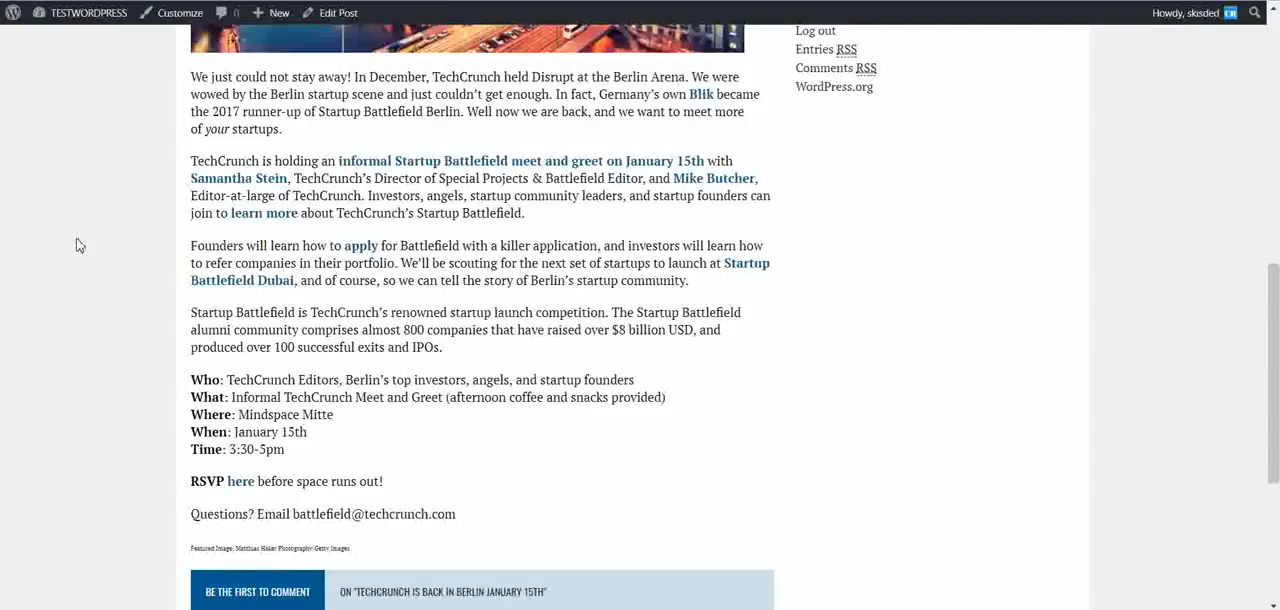 TESTWORDPRESS Customize 0 New Edit Post Howdy, skisded
Log out
Entries RSS
Comments RSS
WordPress.org
We just could not stay away! In December, TechCrunch held Disrupt at the Berlin Arena. We were
wowed by the Berlin startup scene and just couldn't get enough. In fact, Germany's own Blik became
the 2017 runner-up of Startup Battlefield Berlin. Well now we are back, and we want to meet more
of your startups.
TechCrunch is holding an informal Startup Battlefield meet and greet on January 15th with
Samantha Stein, TechCrunch's Director of Special Projects & Battlefield Editor, and Mike Butcher,
Editor-at-large of TechCrunch. Investors, angels, startup community leaders, and startup founders can
join to learn more about TechCrunch's Startup Battlefield.
Founders will learn how to apply for Battlefield with a killer application, and investors will learn how
to refer companies in their portfolio. We'll be scouting for the next set of startups to launch at Startup
Battlefield Dubai, and of course, so we can tell the story of Berlin's startup community.
Startup Battlefield is TechCrunch's renowned startup launch competition. The Startup Battlefield
alumni community comprises almost 800 companies that have raised over $8 billion USD, and
produced over 100 successful exits and IPOs.
Who: TechCrunch Editors, Berlin's top investors, angels, and startup founders
What: Informal TechCrunch Meet and Greet (afternoon coffee and snacks provided)
Where: Mindspace Mitte
When: January 15th
Time: 3:30-5pm
RSVP here before space runs out!
Questions? Email battlefield@techcrunch.com
Featured Image: Matthias Haker Photography/Getty Images
BE THE FIRST TO COMMENT ON "TECHCRUNCH IS BACK IN BERLIN JANUARY 15TH"